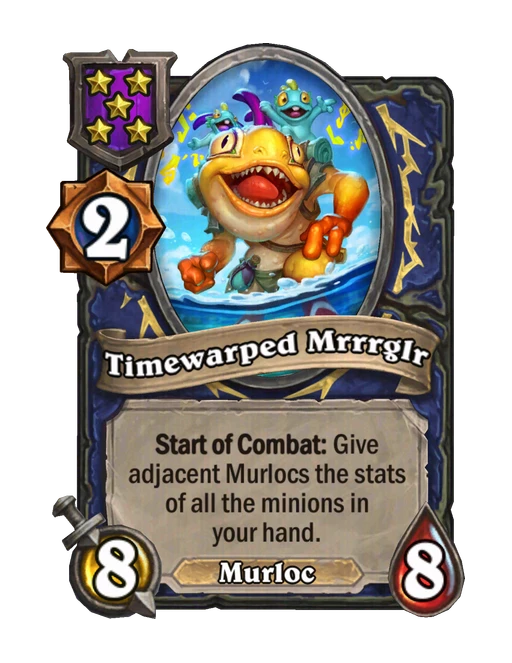 2
Timewarped Mrrrglr
Start of Combat: Give
adjacent Murlocs the stats
of all the minions in
your hand.
8
Murloc
8